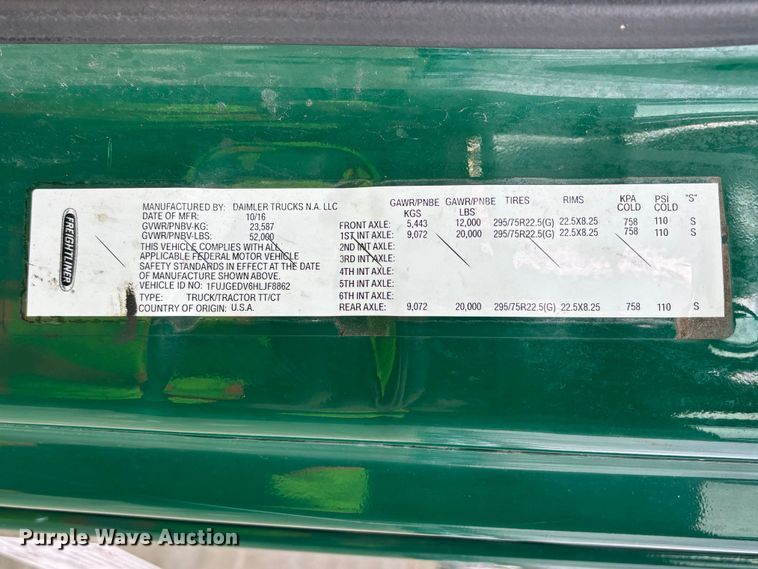 FREIGHTLINER
MANUFACTURED BY: DAIMLER TRUCKS N.A. LLC
DATE OF MFR: 10/16
GVWR/PNBV-KG: 23,587
GVWR/PNBV-LBS: 52,000
THIS VEHICLE COMPLIES WITH ALL
APPLICABLE FEDERAL MOTOR VEHICLE
SAFETY STANDARDS IN EFFECT AT THE DATE
OF MANUFACTURE SHOWN ABOVE.
VEHICLE ID NO.: 1FUJGEDV6HLJF8862
TYPE: TRUCK/TRACTOR TT/CT
COUNTRY OF ORIGIN: U.S.A.
GAWR/PNBE KGS GAWR/PNBE LBS TIRES RIMS KPA COLD PSI COLD "S"
FRONT AXLE: 5,443 12,000 295/75R22.5(G) 22.5X8.25 758 110 S
1ST INT AXLE: 9,072 20,000 295/75R22.5(G) 22.5X8.25 758 110 S
2ND INT AXLE:
3RD INT AXLE:
4TH INT AXLE:
5TH INT AXLE:
6TH INT AXLE:
REAR AXLE: 9,072 20,000 295/75R22.5(G) 22.5X8.25 758 110 S
Purple Wave Auction